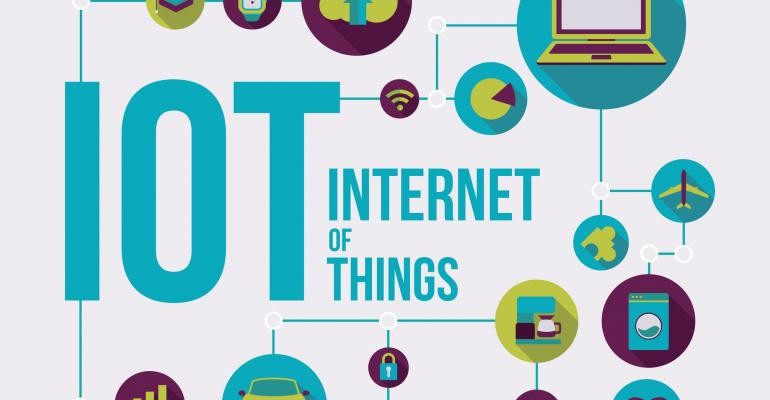 IOT
INTERNET
OF
THINGS